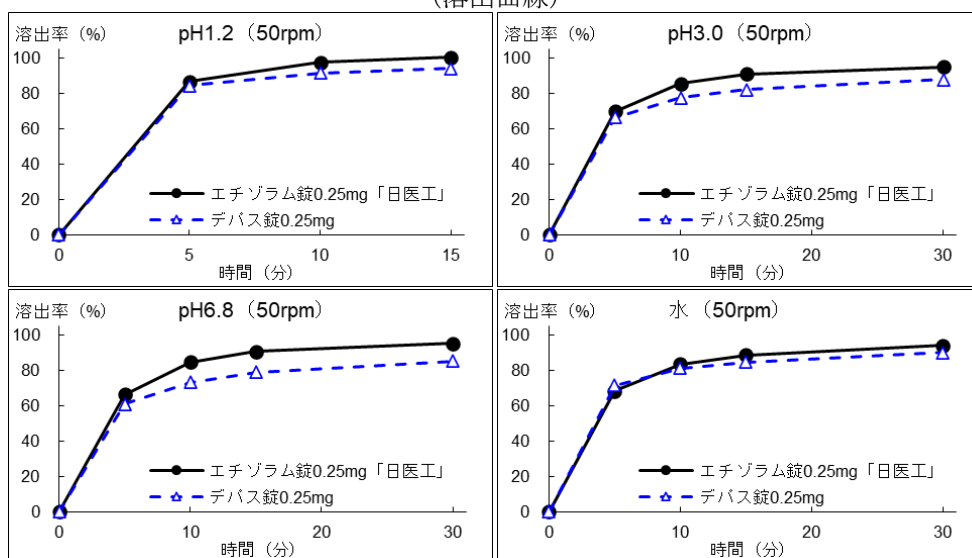 (溶出曲線)
溶出率 (%)
pH1.2 (50rpm)
100
80
60
40
20
0
エチゾラム錠0.25mg「日医工」
デパス錠0.25mg
0 5 10 15
時間 (分)
溶出率 (%)
pH3.0 (50rpm)
100
80
60
40
20
0
エチゾラム錠0.25mg「日医工」
デパス錠0.25mg
0 10 20 30
時間 (分)
溶出率 (%)
pH6.8 (50rpm)
100
80
60
40
20
0
エチゾラム錠0.25mg「日医工」
デパス錠0.25mg
0 10 20 30
時間 (分)
溶出率 (%)
水 (50rpm)
100
80
60
40
20
0
エチゾラム錠0.25mg「日医工」
デパス錠0.25mg
0 10 20 30
時間 (分)